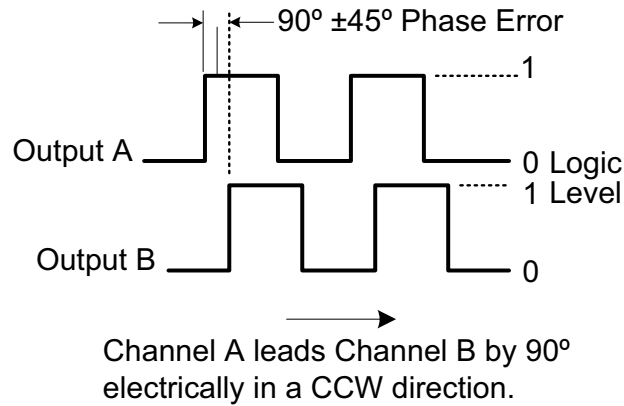 90º ±45º Phase Error
1
Output A
0 Logic
1 Level
Output B
0
Channel A leads Channel B by 90º
electrically in a CCW direction.